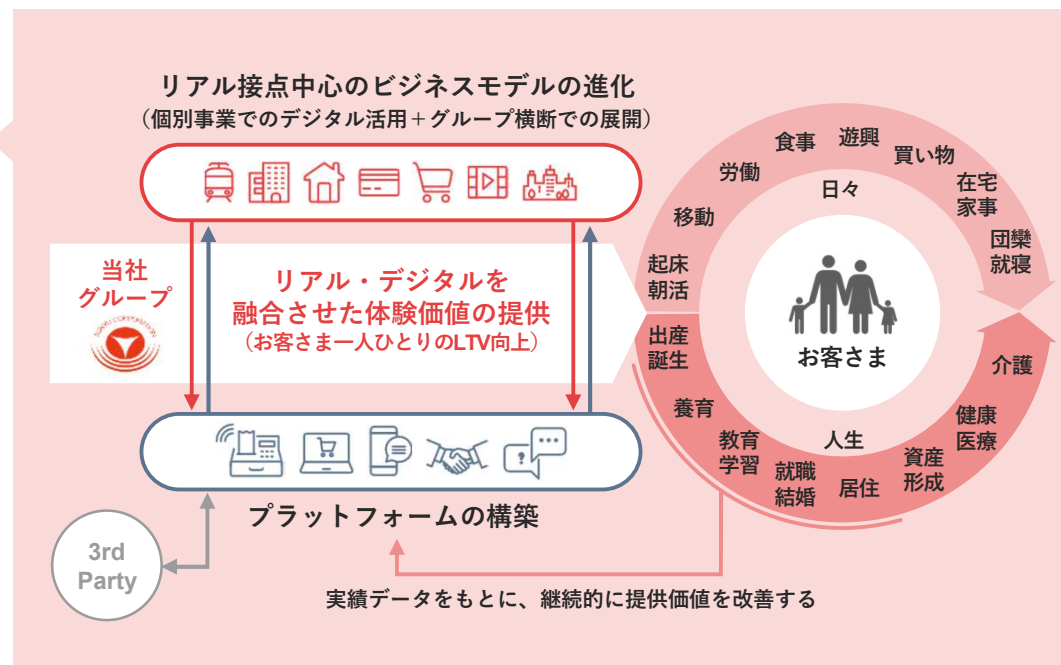 リアル接点中心のビジネスモデルの進化
（個別事業でのデジタル活用＋グループ横断での展開）
当社
グループ
TOKYU CORPORATION
リアル・デジタルを
融合させた体験価値の提供
（お客さま一人ひとりのLTV向上）
プラットフォームの構築
3rd
Party
実績データをもとに、継続的に提供価値を改善する
起床
朝活
移動
労働
食事
遊興
買い物
在宅
家事
団欒
就寝
日々
お客さま
人生
出産
誕生
養育
教育
学習
就職
結婚
居住
資産
形成
健康
医療
介護